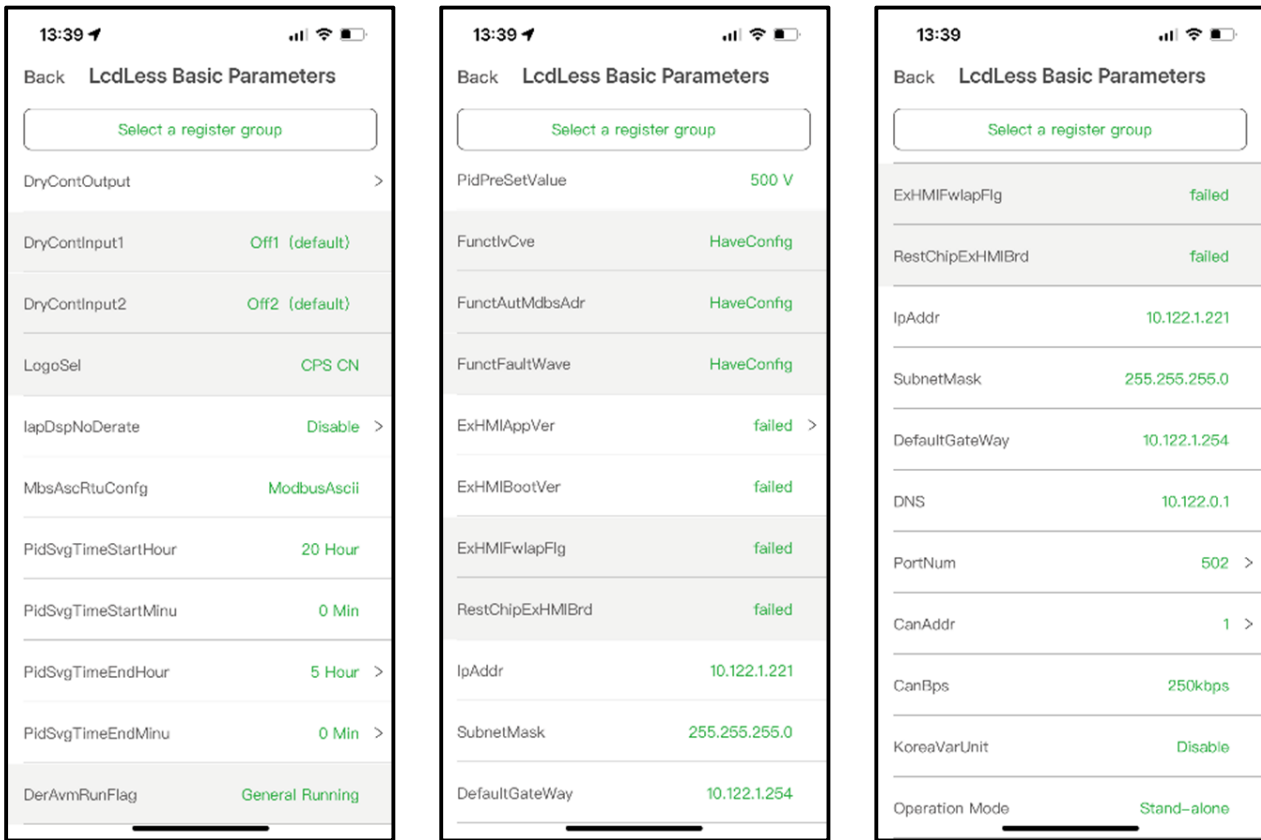 13:39
Back LcdLess Basic Parameters
Select a register group
DryContOutput >
DryContInput1 Off1 (default)
DryContInput2 Off2 (default)
LogoSel CPS CN
IapDspNoDerate Disable >
MbsAscRtuConfg ModbusAscii
PidSvgTimeStartHour 20 Hour
PidSvgTimeStartMinu 0 Min
PidSvgTimeEndHour 5 Hour >
PidSvgTimeEndMinu 0 Min >
DerAvmRunFlag General Running
13:39
Back LcdLess Basic Parameters
Select a register group
PidPreSetValue 500 V
FunctIvCve HaveConfig
FunctAutMdbsAdr HaveConfig
FunctFaultWave HaveConfig
ExHMIAppVer failed >
ExHMIBootVer failed
ExHMIFwIapFlg failed
RestChipExHMIBrd failed
IpAddr 10.122.1.221
SubnetMask 255.255.255.0
DefaultGateWay 10.122.1.254
13:39
Back LcdLess Basic Parameters
Select a register group
ExHMIFwIapFlg failed
RestChipExHMIBrd failed
IpAddr 10.122.1.221
SubnetMask 255.255.255.0
DefaultGateWay 10.122.1.254
DNS 10.122.0.1
PortNum 502 >
CanAddr 1 >
CanBps 250kbps
KoreaVarUnit Disable
Operation Mode Stand-alone